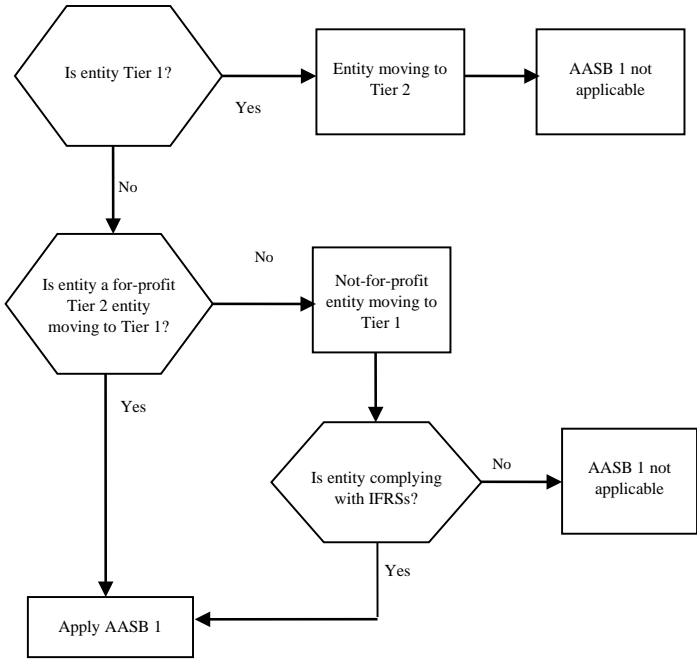 Is entity Tier 1?
Yes
Entity moving to
Tier 2
AASB 1 not
applicable
No
Is entity a for-profit
Tier 2 entity
moving to Tier 1?
No
Not-for-profit
entity moving to
Tier 1
Yes
Is entity complying
with IFRSs?
No
AASB 1 not
applicable
Yes
Apply AASB 1